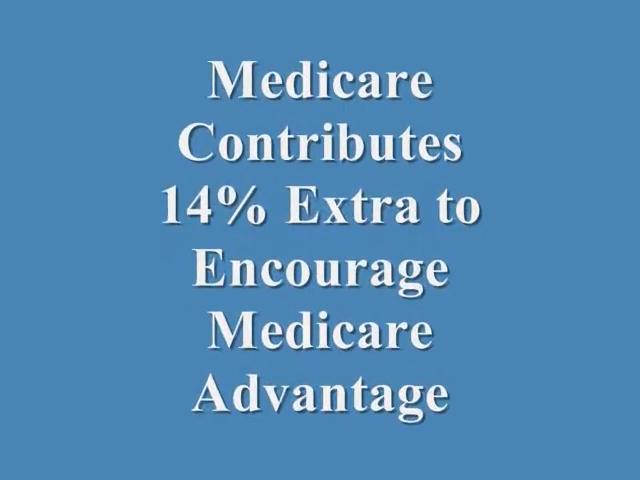 Medicare
Contributes
14% Extra to
Encourage
Medicare
Advantage